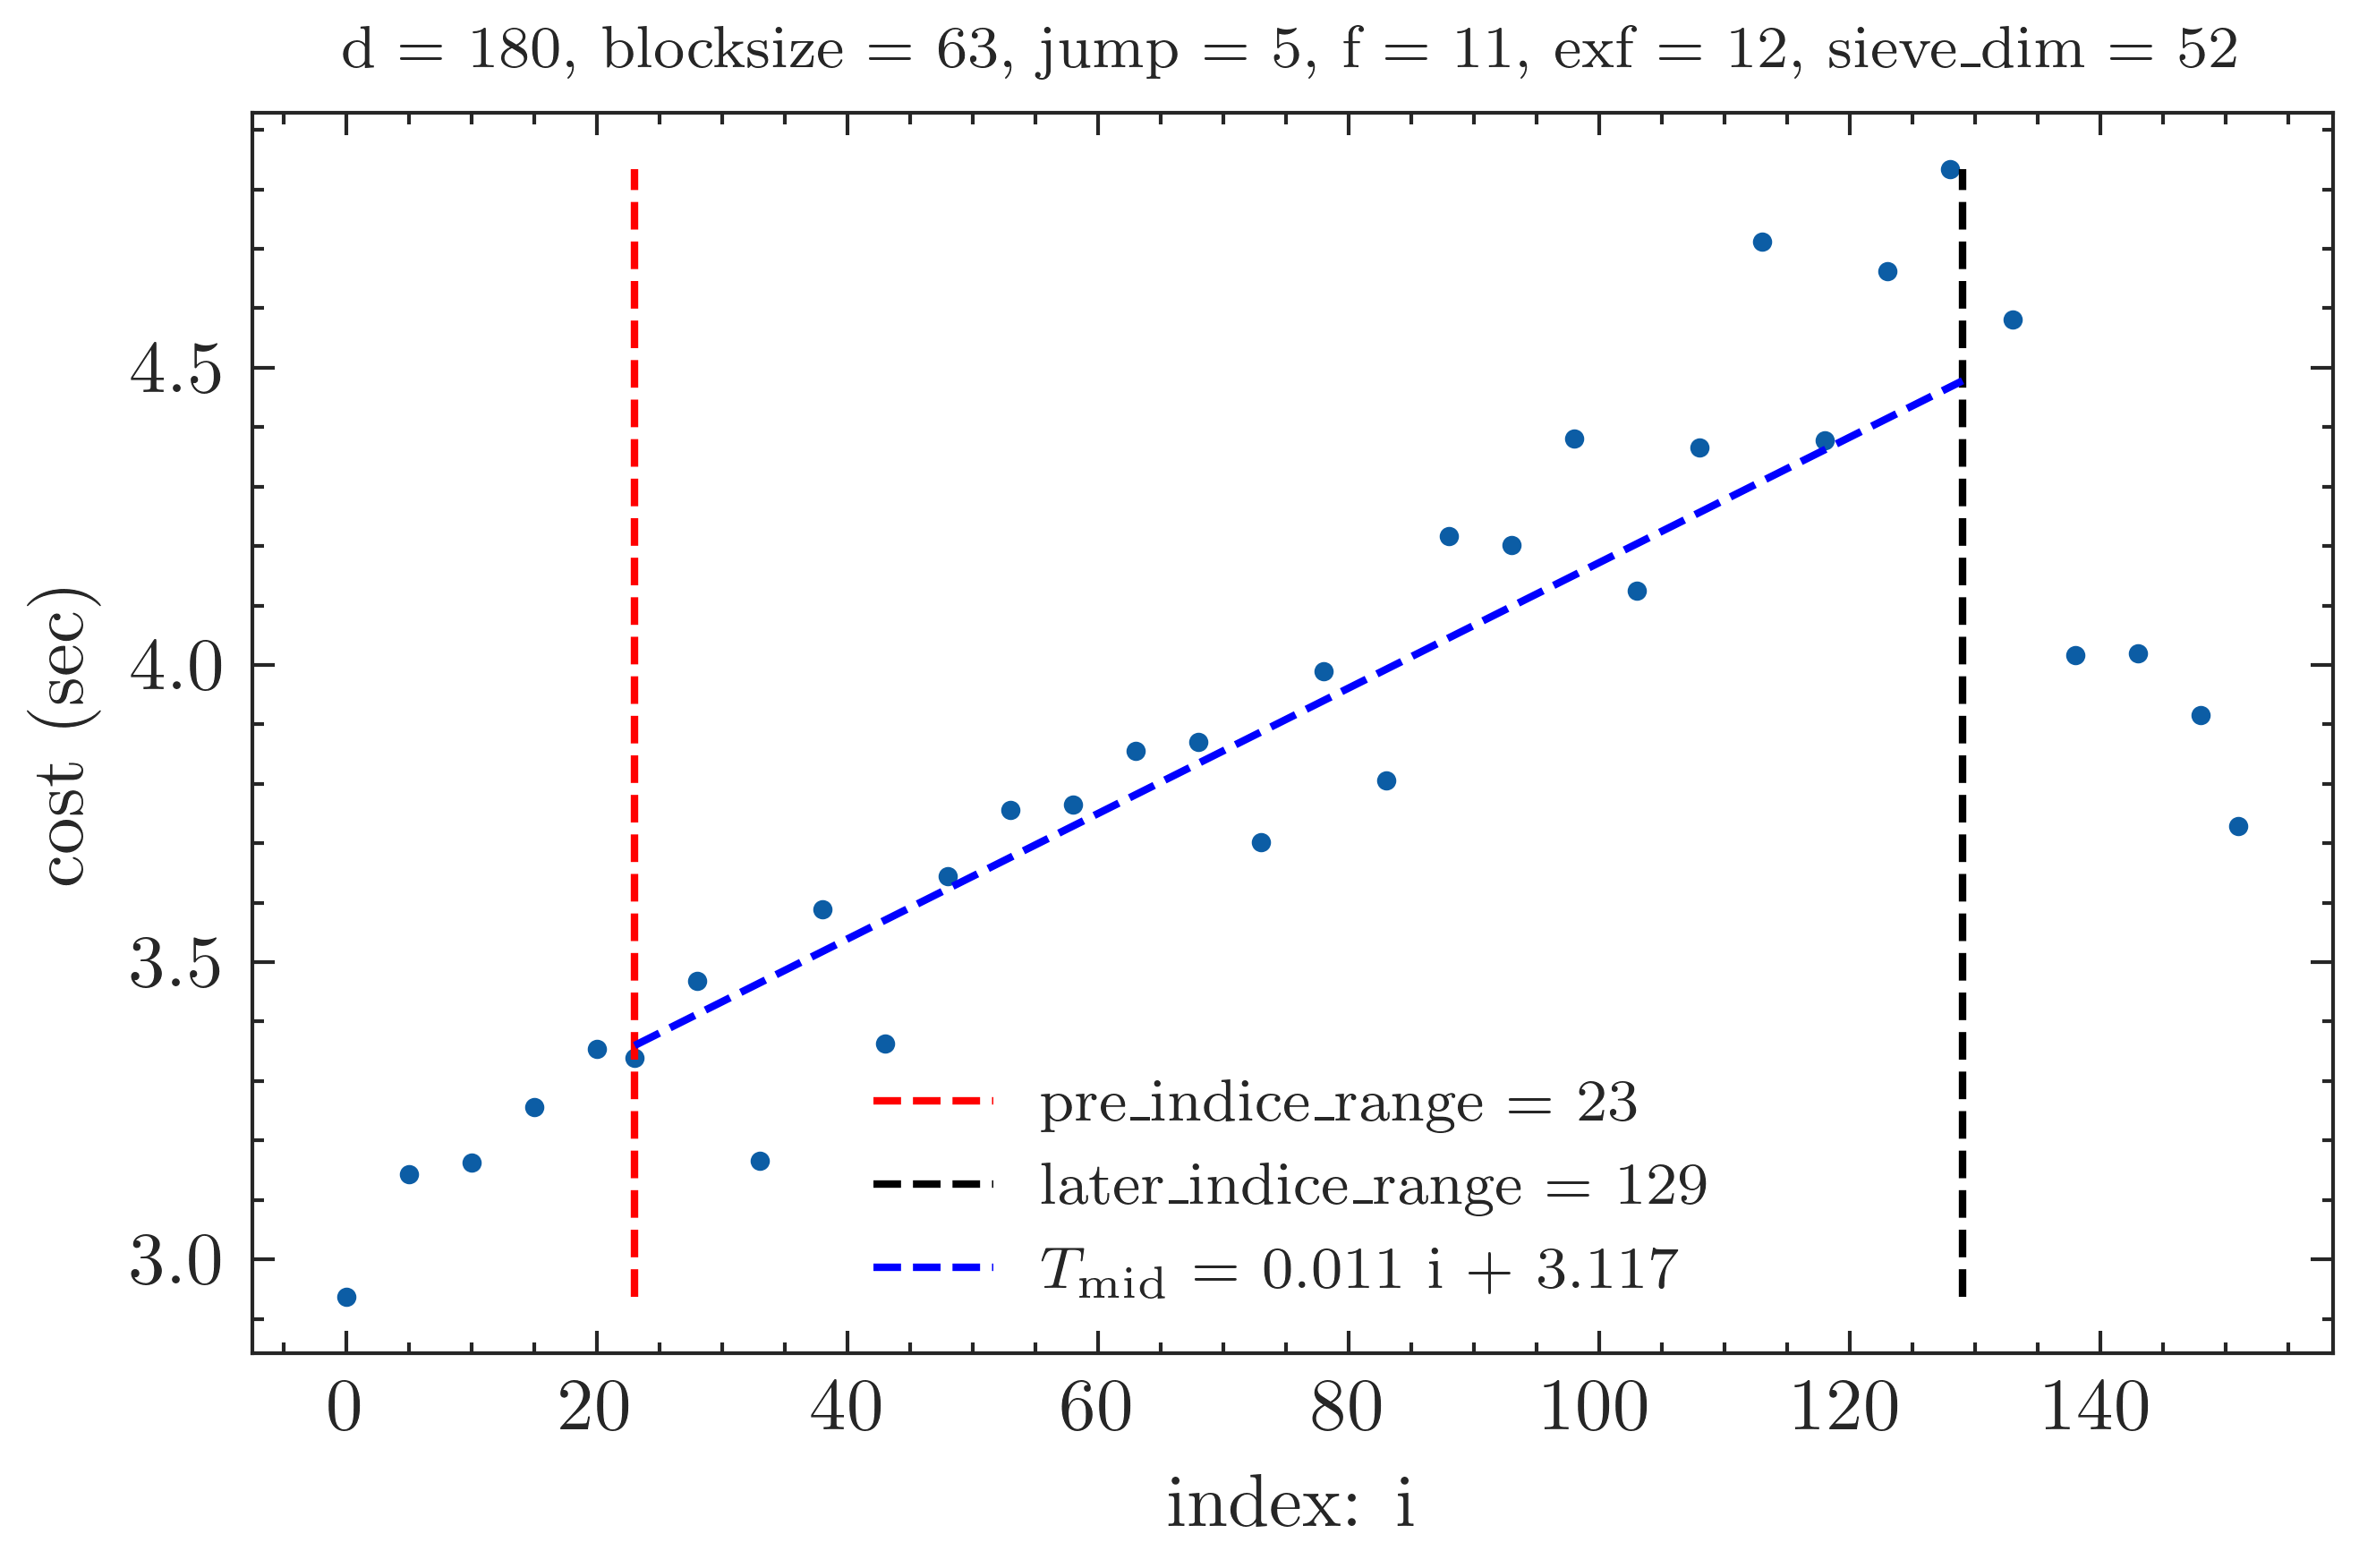 d = 180, blocksize = 63, jump = 5, f = 11, exf = 12, sieve_dim = 52
cost (sec)
4.5
4.0
3.5
3.0
pre_indice_range = 23
later_indice_range = 129
T_mid = 0.011 i + 3.117
0 20 40 60 80 100 120 140
index: i